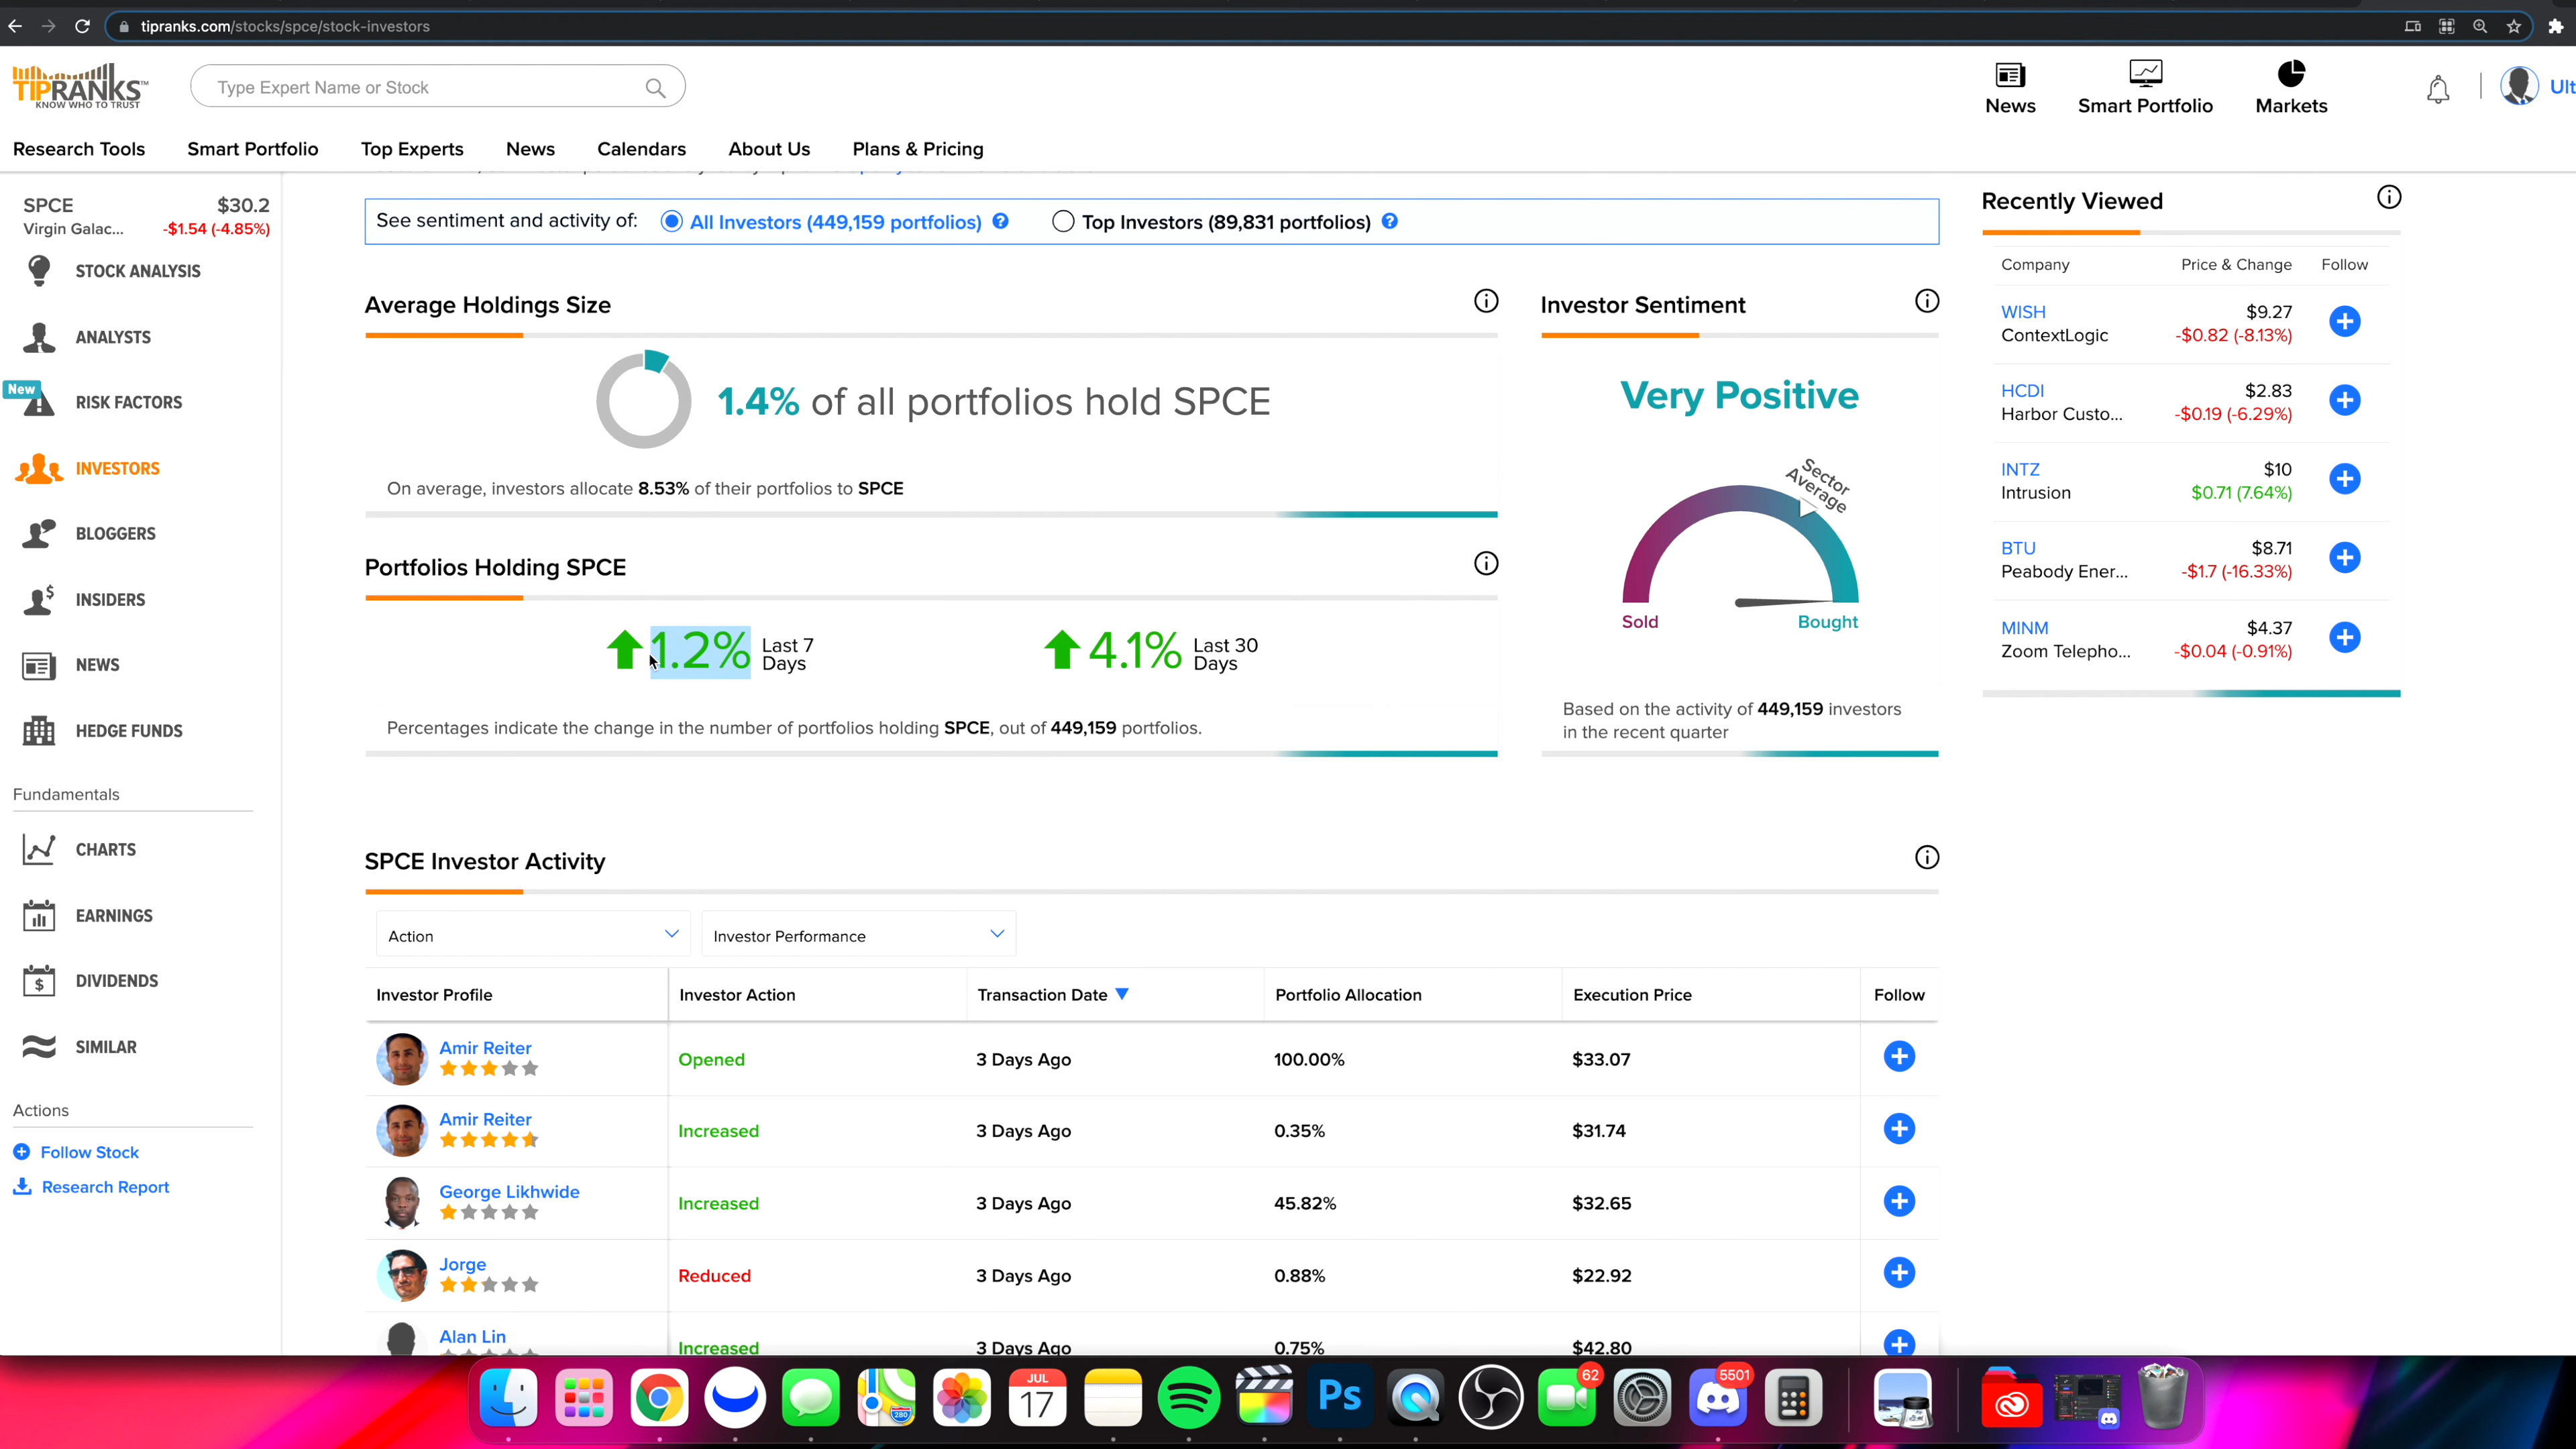 tipranks.com/stocks/spce/stock-investors
TIPRANKS™
KNOW WHO TO TRUST
Type Expert Name or Stock
News
Smart Portfolio
Markets
Ult
Research Tools
Smart Portfolio
Top Experts
News
Calendars
About Us
Plans & Pricing
SPCE $30.2
Virgin Galac... -$1.54 (-4.85%)
STOCK ANALYSIS
ANALYSTS
New
RISK FACTORS
INVESTORS
BLOGGERS
INSIDERS
NEWS
HEDGE FUNDS
Fundamentals
CHARTS
EARNINGS
DIVIDENDS
SIMILAR
Actions
Follow Stock
Research Report
See sentiment and activity of: All Investors (449,159 portfolios) ? Top Investors (89,831 portfolios) ?
Average Holdings Size
1.4% of all portfolios hold SPCE
On average, investors allocate 8.53% of their portfolios to SPCE
Portfolios Holding SPCE
1.2% Last 7 Days
4.1% Last 30 Days
Percentages indicate the change in the number of portfolios holding SPCE, out of 449,159 portfolios.
Investor Sentiment
Very Positive
Sector
Average
Sold Bought
Based on the activity of 449,159 investors
in the recent quarter
Recently Viewed
Company Price & Change Follow
WISH $9.27
ContextLogic -$0.82 (-8.13%)
HCDI $2.83
Harbor Custo... -$0.19 (-6.29%)
INTZ $10
Intrusion $0.71 (7.64%)
BTU $8.71
Peabody Ener... -$1.7 (-16.33%)
MINM $4.37
Zoom Telepho... -$0.04 (-0.91%)
SPCE Investor Activity
Action
Investor Performance
Investor Profile Investor Action Transaction Date Portfolio Allocation Execution Price Follow
Amir Reiter Opened 3 Days Ago 100.00% $33.07
Amir Reiter Increased 3 Days Ago 0.35% $31.74
George Likhwide Increased 3 Days Ago 45.82% $32.65
Jorge Reduced 3 Days Ago 0.88% $22.92
Alan Lin Increased 3 Days Ago 0.75% $42.80
280
JUL
17
Ps
62
5501